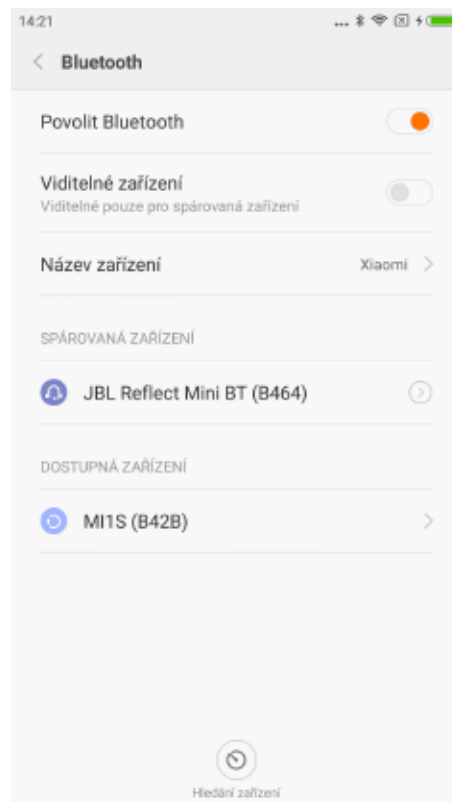 14:21
...
Bluetooth
Povolit Bluetooth
Viditelné zařízení
Viditelné pouze pro spárovaná zařízení
Název zařízení Xiaomi
SPÁROVANÁ ZAŘÍZENÍ
JBL Reflect Mini BT (B464)
DOSTUPNÁ ZAŘÍZENÍ
MI1S (B42B)
Hledání zařízení